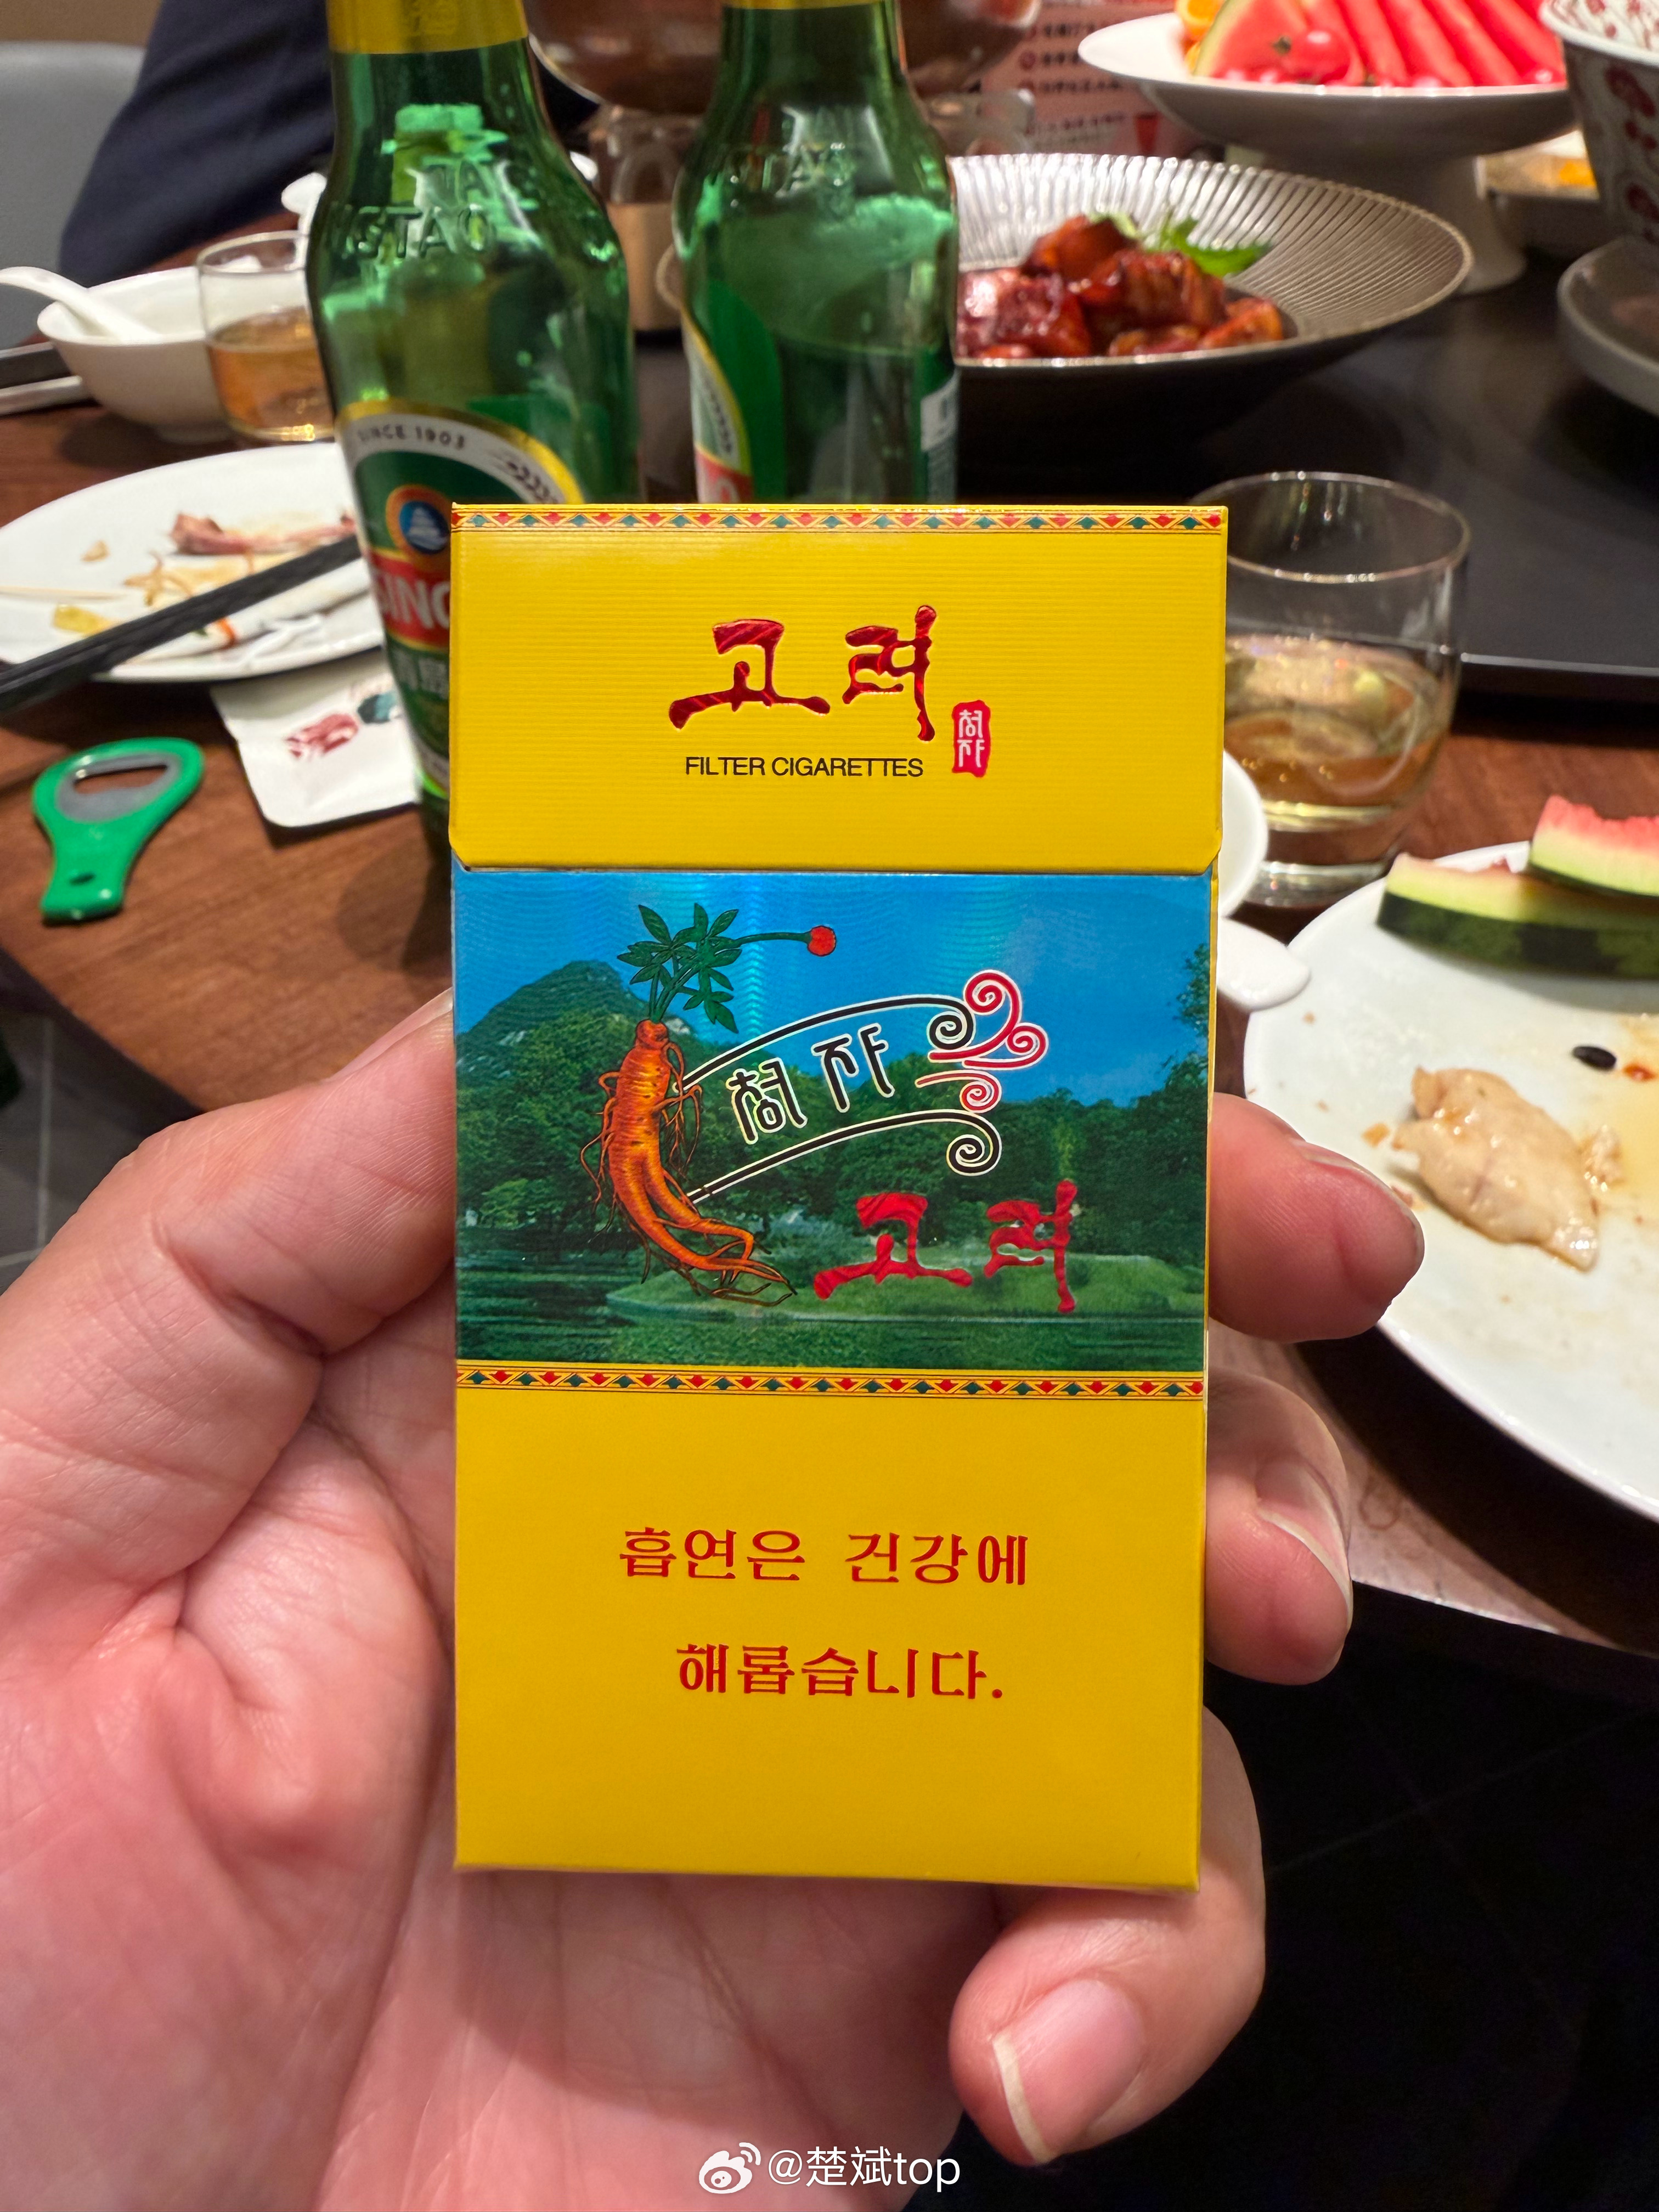 SINCE 1903
고려
FILTER CIGARETTES
고려
흡연은 건강에
해롭습니다.
@楚斌top